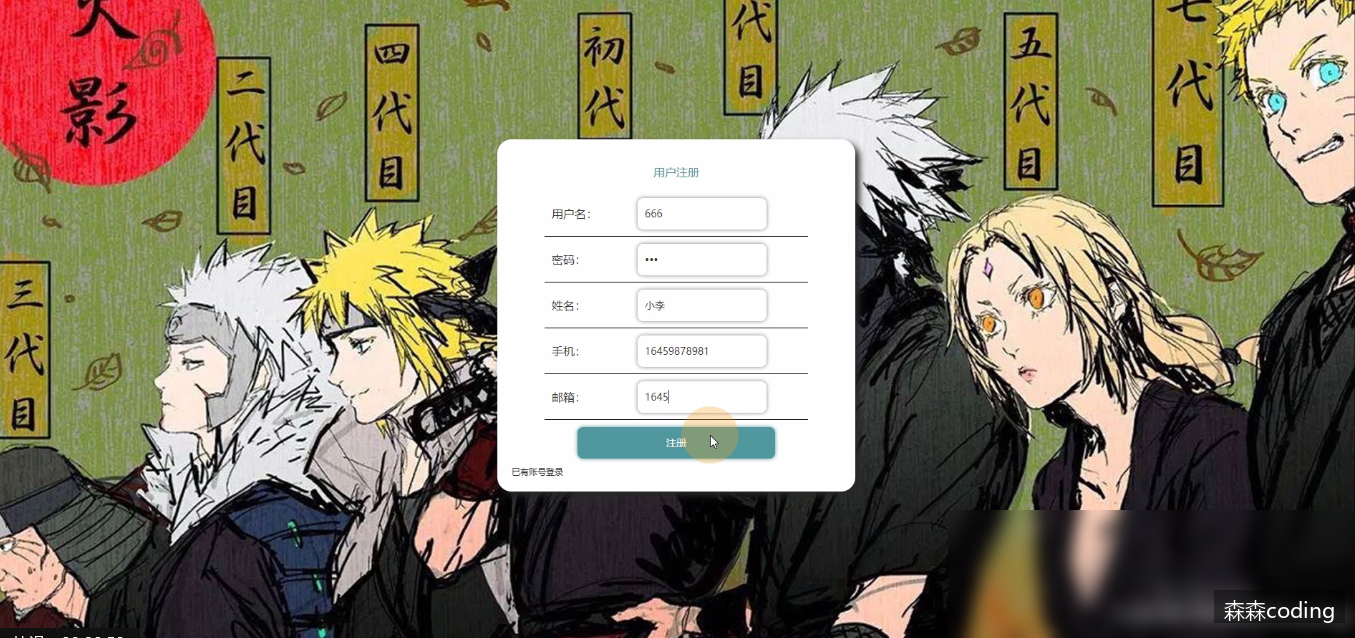 火影
二代目
四代目
初代
代目
五代目
七代目
三代目
用户注册
用户名: 666
密码: •••
姓名: 小李
手机: 16459878981
邮箱: 1645
注册
已有账号登录
森森coding